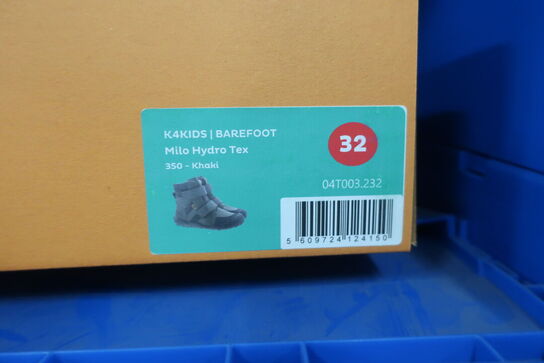 K4KIDS | BAREFOOT
Milo Hydro Tex
350 - Khaki
32
04T003.232
5 609724 124150